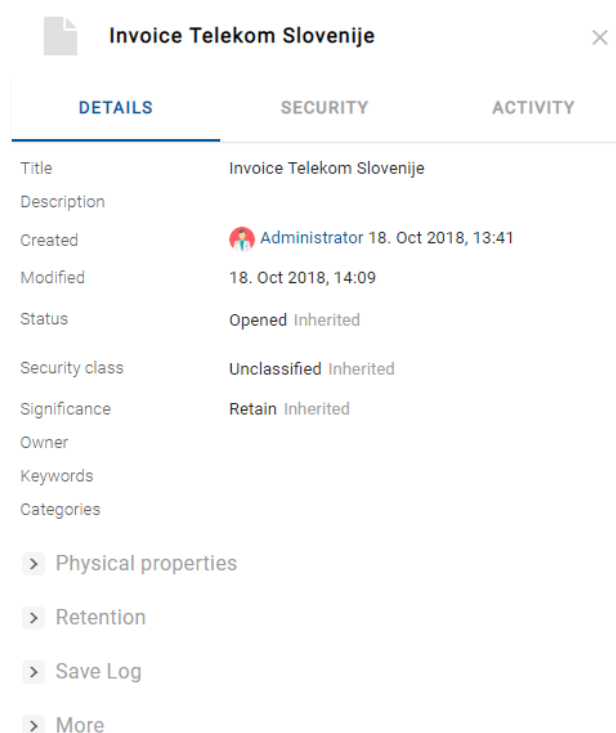 Invoice Telekom Slovenije
DETAILS SECURITY ACTIVITY
Title Invoice Telekom Slovenije
Description
Created Administrator 18. Oct 2018, 13:41
Modified 18. Oct 2018, 14:09
Status Opened Inherited
Security class Unclassified Inherited
Significance Retain Inherited
Owner
Keywords
Categories
Physical properties
Retention
Save Log
More